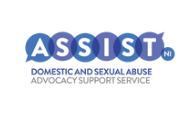 ASSIST NI
DOMESTIC AND SEXUAL ABUSE
ADVOCACY SUPPORT SERVICE